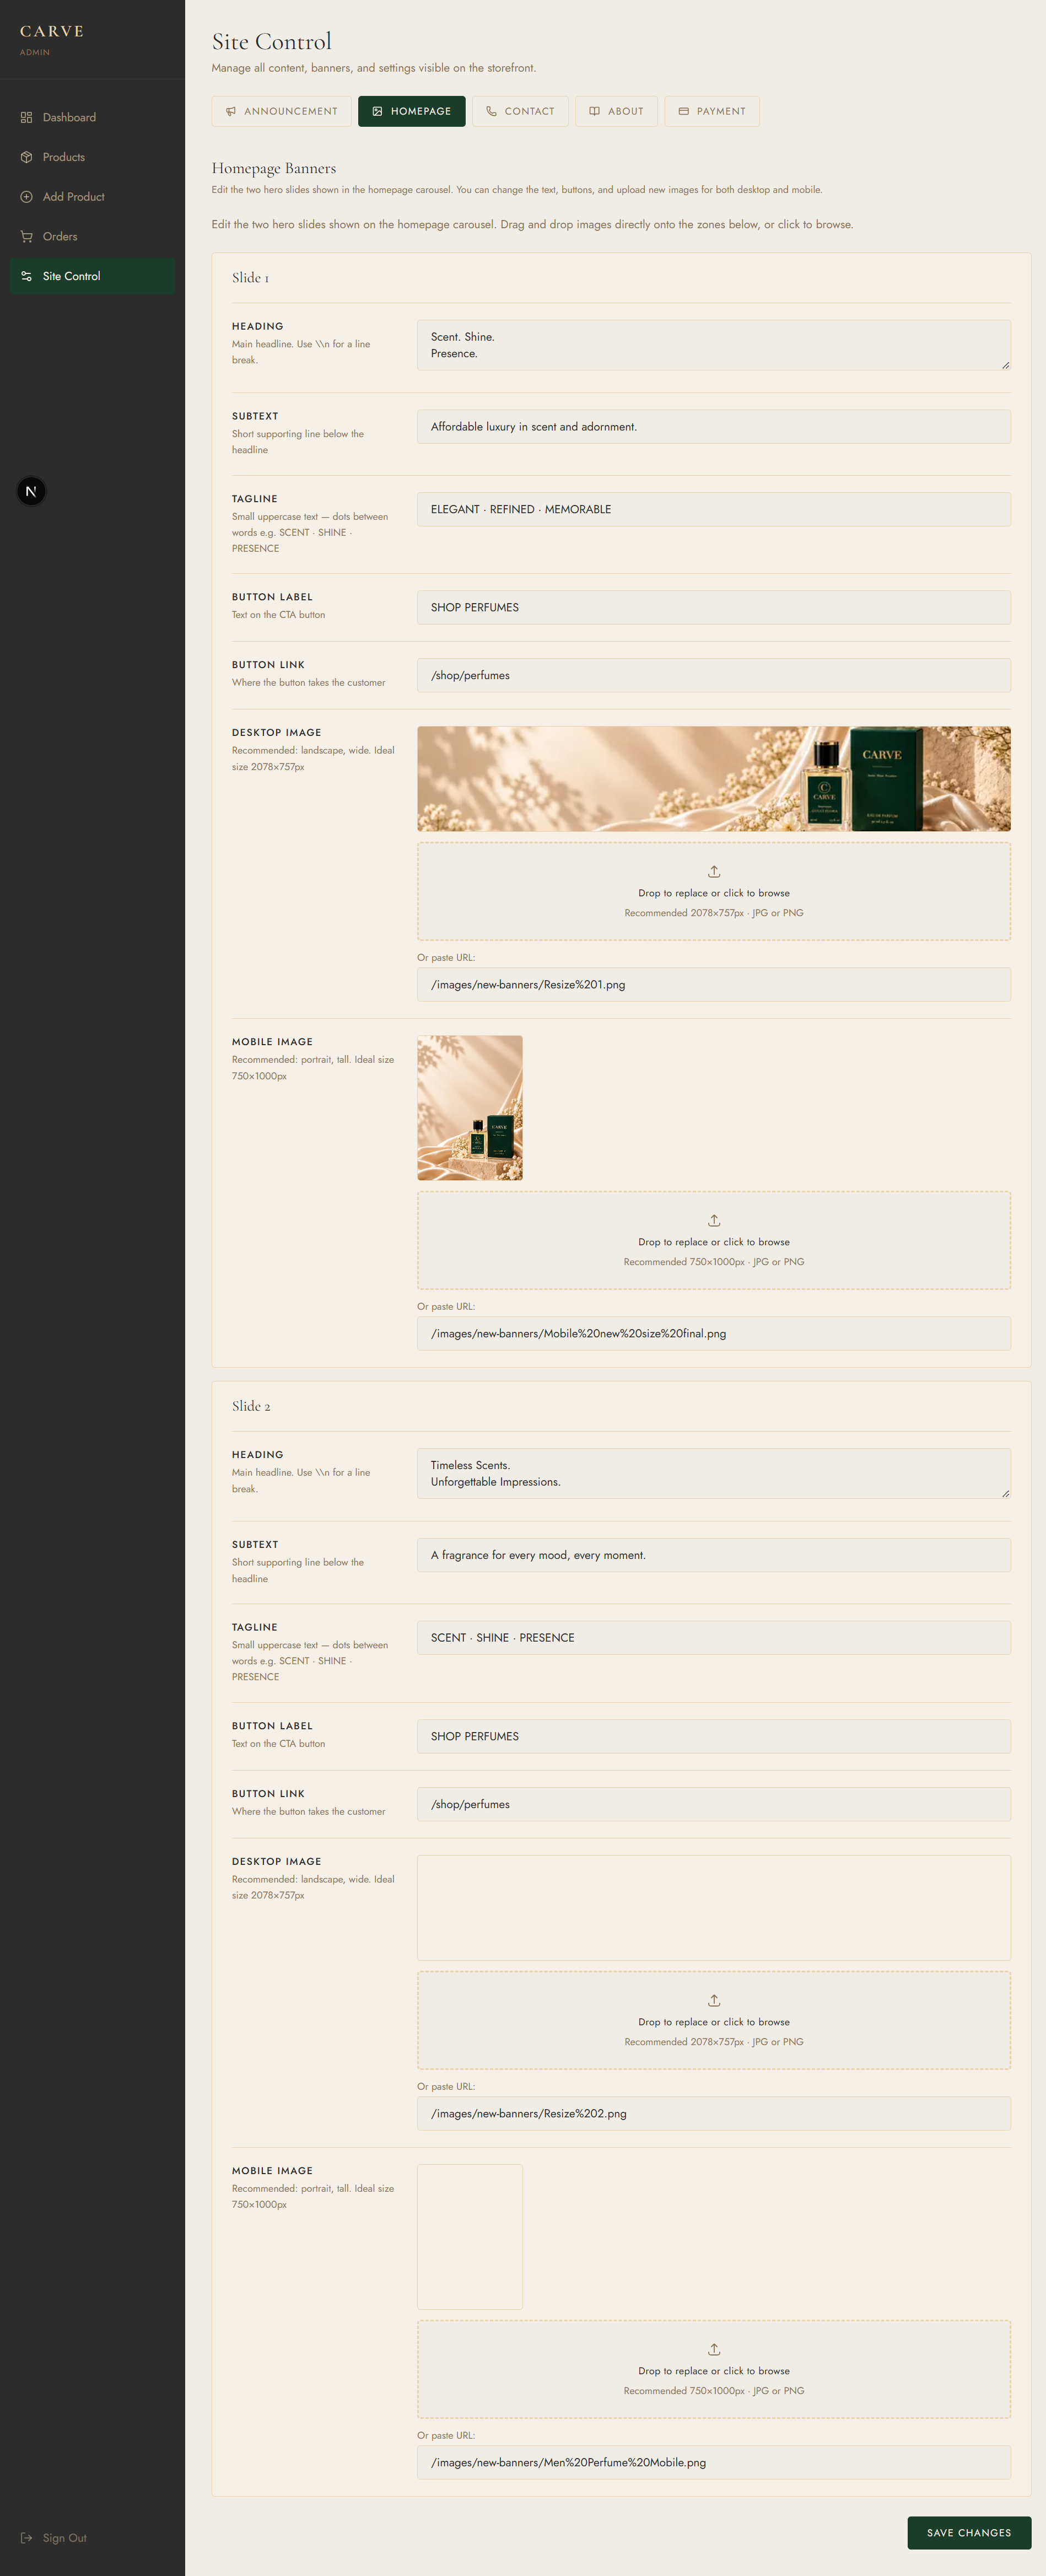 CARVE
ADMIN
Dashboard
Products
Add Product
Orders
Site Control
N
Sign Out
Site Control
Manage all content, banners, and settings visible on the storefront.
ANNOUNCEMENT
HOMEPAGE
CONTACT
ABOUT
PAYMENT
Homepage Banners
Edit the two hero slides shown in the homepage carousel. You can change the text, buttons, and upload new images for both desktop and mobile.
Edit the two hero slides shown on the homepage carousel. Drag and drop images directly onto the zones below, or click to browse.
Slide 1
HEADING
Main headline. Use \\n for a line
break.
Scent. Shine.
Presence.
SUBTEXT
Short supporting line below the
headline
Affordable luxury in scent and adornment.
TAGLINE
Small uppercase text — dots between
words e.g. SCENT · SHINE ·
PRESENCE
ELEGANT · REFINED · MEMORABLE
BUTTON LABEL
Text on the CTA button
SHOP PERFUMES
BUTTON LINK
Where the button takes the customer
/shop/perfumes
DESKTOP IMAGE
Recommended: landscape, wide. Ideal
size 2078×757px
CARVE
CARVE
EAU DE PARFUM
Drop to replace or click to browse
Recommended 2078×757px · JPG or PNG
Or paste URL:
/images/new-banners/Resize%201.png
MOBILE IMAGE
Recommended: portrait, tall. Ideal size
750×1000px
CARVE
CARVE
Drop to replace or click to browse
Recommended 750×1000px · JPG or PNG
Or paste URL:
/images/new-banners/Mobile%20new%20size%20final.png
Slide 2
HEADING
Main headline. Use \\n for a line
break.
Timeless Scents.
Unforgettable Impressions.
SUBTEXT
Short supporting line below the
headline
A fragrance for every mood, every moment.
TAGLINE
Small uppercase text — dots between
words e.g. SCENT · SHINE ·
PRESENCE
SCENT · SHINE · PRESENCE
BUTTON LABEL
Text on the CTA button
SHOP PERFUMES
BUTTON LINK
Where the button takes the customer
/shop/perfumes
DESKTOP IMAGE
Recommended: landscape, wide. Ideal
size 2078×757px
Drop to replace or click to browse
Recommended 2078×757px · JPG or PNG
Or paste URL:
/images/new-banners/Resize%202.png
MOBILE IMAGE
Recommended: portrait, tall. Ideal size
750×1000px
Drop to replace or click to browse
Recommended 750×1000px · JPG or PNG
Or paste URL:
/images/new-banners/Men%20Perfume%20Mobile.png
SAVE CHANGES